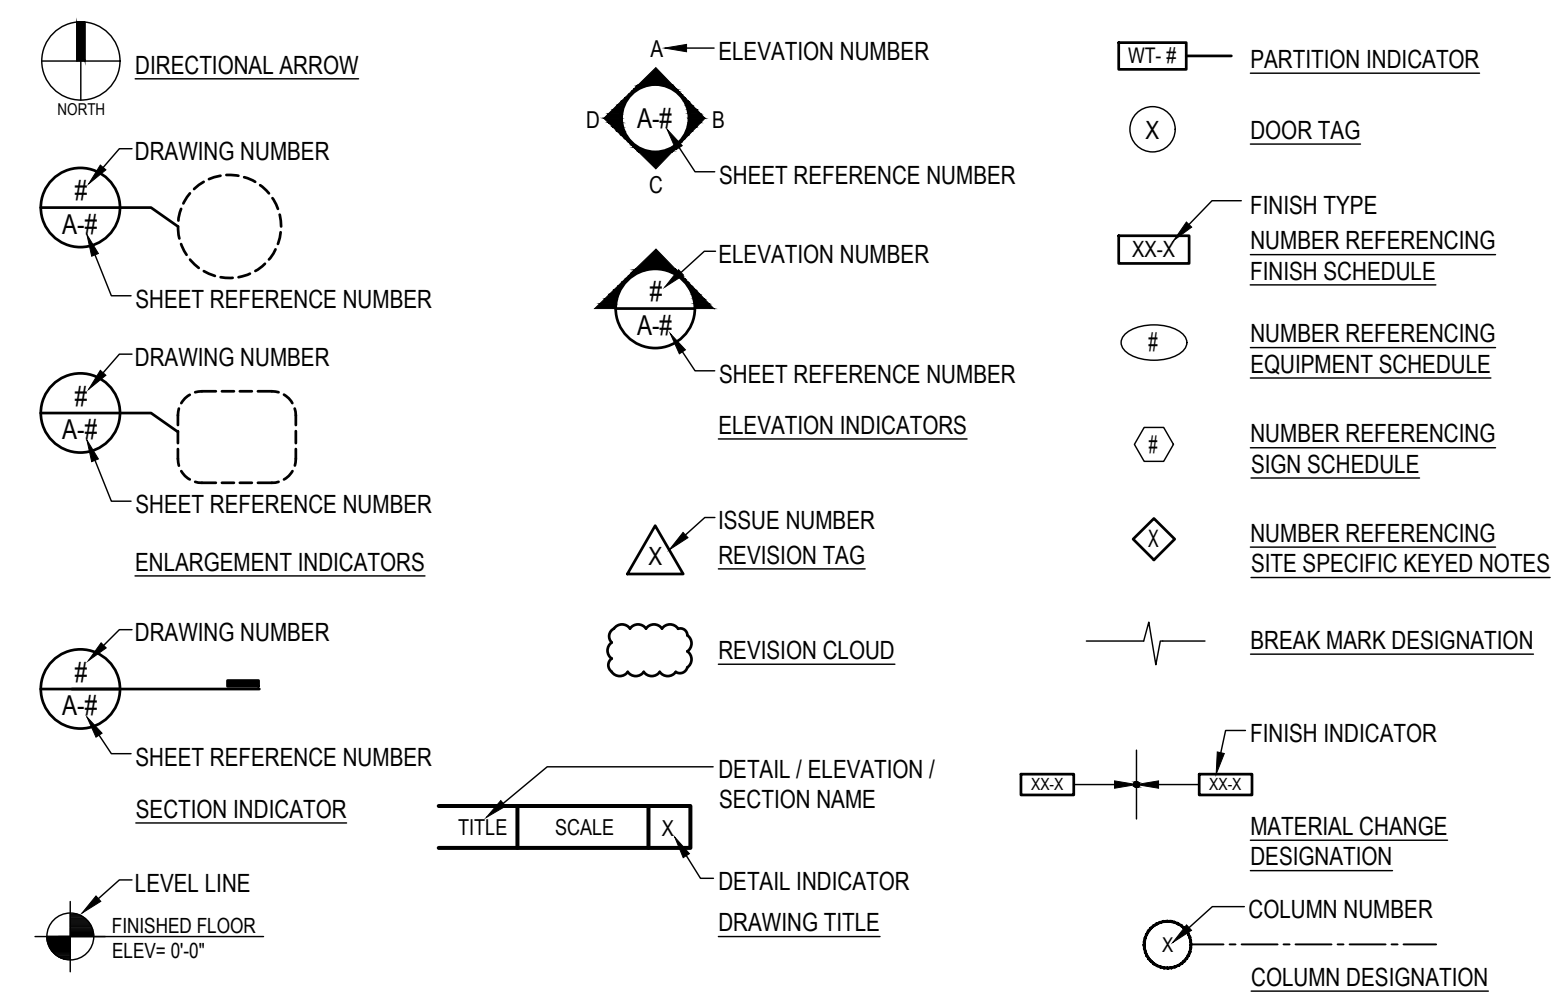 DIRECTIONAL ARROW
NORTH
DRAWING NUMBER
#
A-#
SHEET REFERENCE NUMBER
DRAWING NUMBER
#
A-#
SHEET REFERENCE NUMBER
ENLARGEMENT INDICATORS
DRAWING NUMBER
#
A-#
SHEET REFERENCE NUMBER
SECTION INDICATOR
LEVEL LINE
FINISHED FLOOR
ELEV= 0'-0"
A
ELEVATION NUMBER
D
A-#
B
SHEET REFERENCE NUMBER
C
ELEVATION NUMBER
#
A-#
SHEET REFERENCE NUMBER
ELEVATION INDICATORS
ISSUE NUMBER
X
REVISION TAG
REVISION CLOUD
DETAIL / ELEVATION /
SECTION NAME
TITLE
SCALE
X
DETAIL INDICATOR
DRAWING TITLE
WT- #
PARTITION INDICATOR
X
DOOR TAG
FINISH TYPE
XX-X
NUMBER REFERENCING
FINISH SCHEDULE
#
NUMBER REFERENCING
EQUIPMENT SCHEDULE
#
NUMBER REFERENCING
SIGN SCHEDULE
X
NUMBER REFERENCING
SITE SPECIFIC KEYED NOTES
BREAK MARK DESIGNATION
FINISH INDICATOR
XX-X
XX-X
MATERIAL CHANGE
DESIGNATION
COLUMN NUMBER
X
COLUMN DESIGNATION